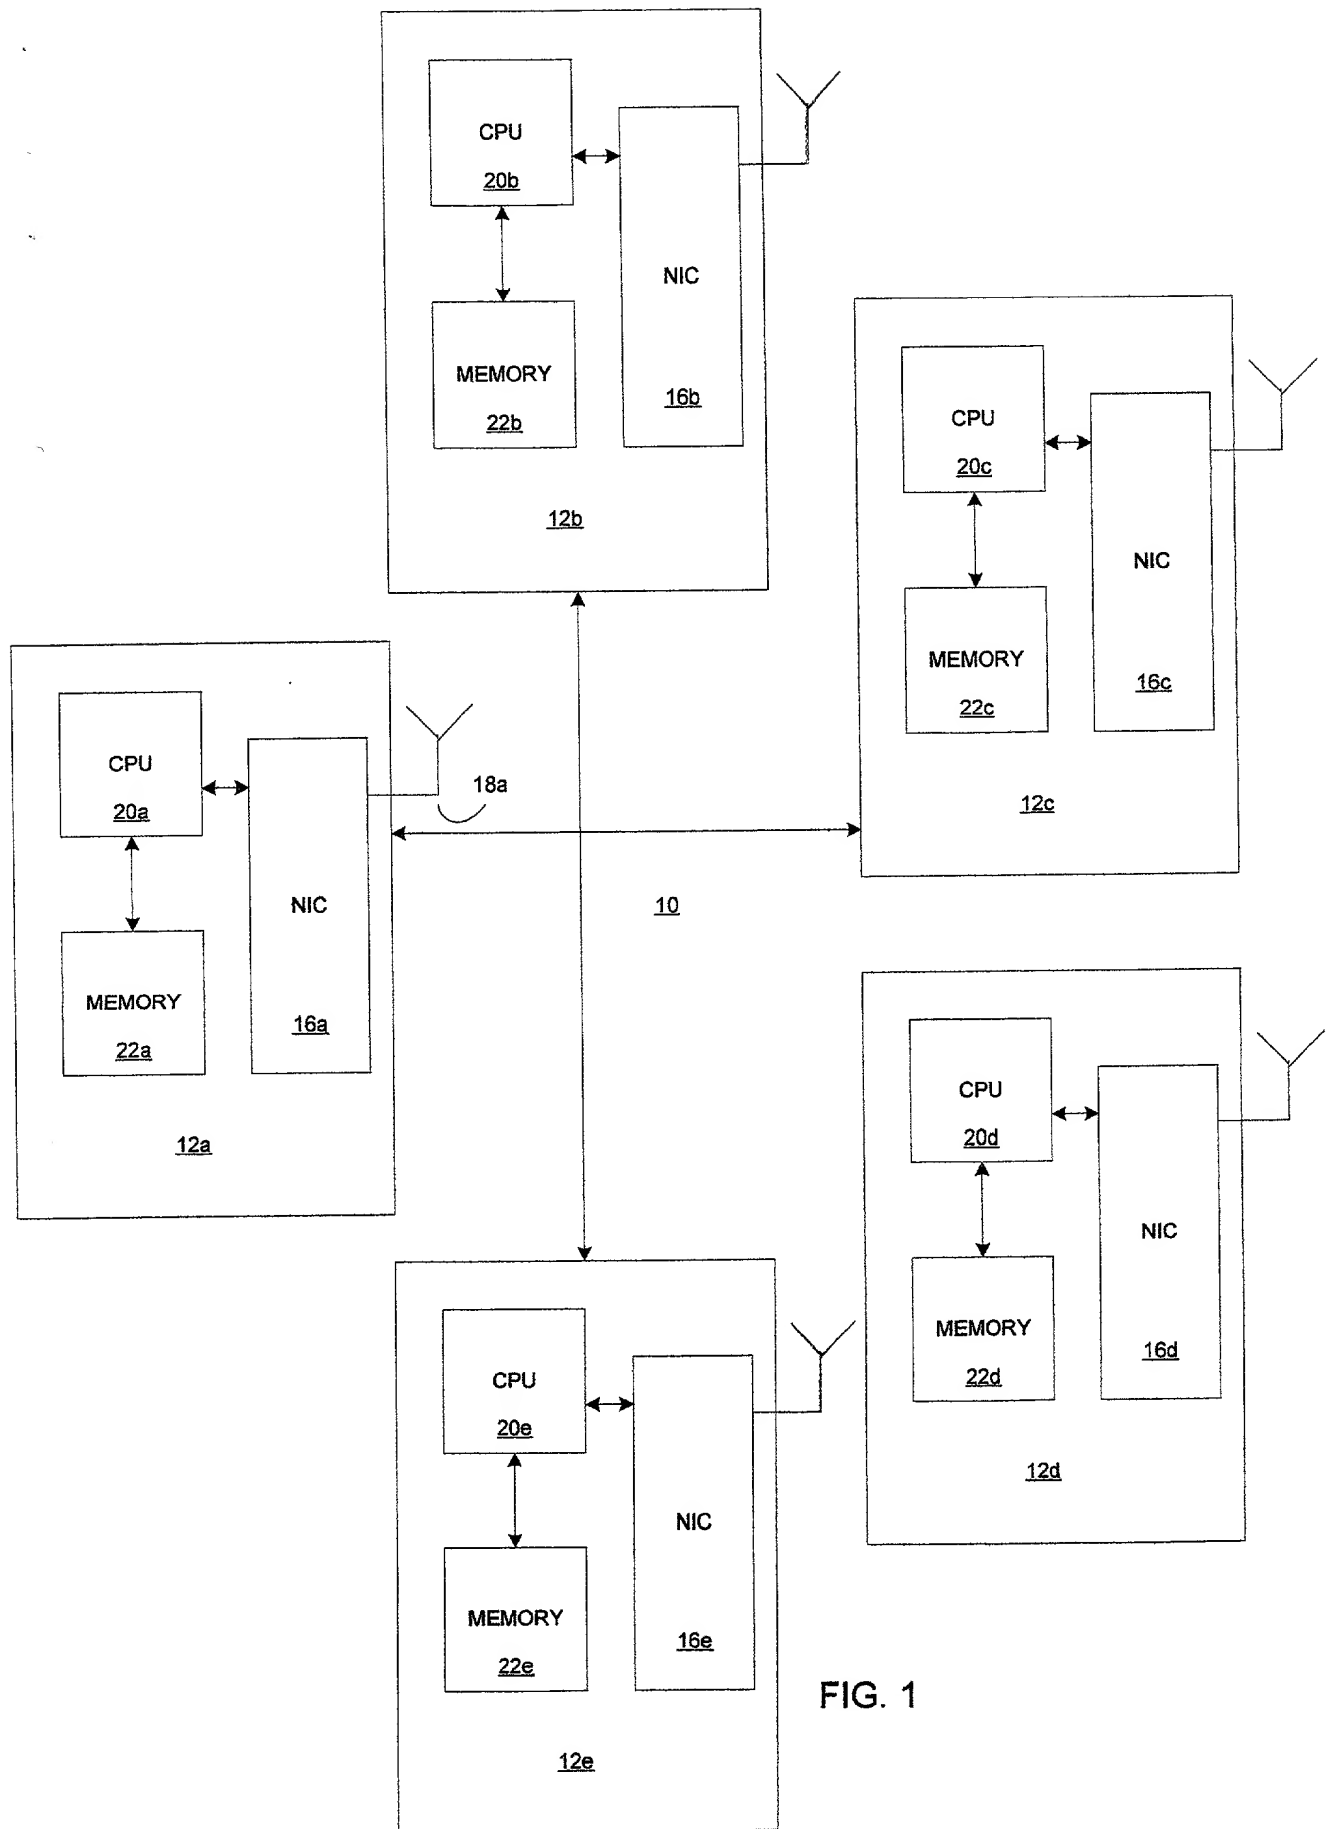 CPU
20b
NIC
MEMORY
22b
16b
12b
CPU
20c
NIC
MEMORY
22c
16c
12c
CPU
20a
18a
NIC
MEMORY
22a
16a
12a
10
CPU
20d
NIC
MEMORY
22d
16d
12d
CPU
20e
NIC
MEMORY
22e
16e
12e
FIG. 1